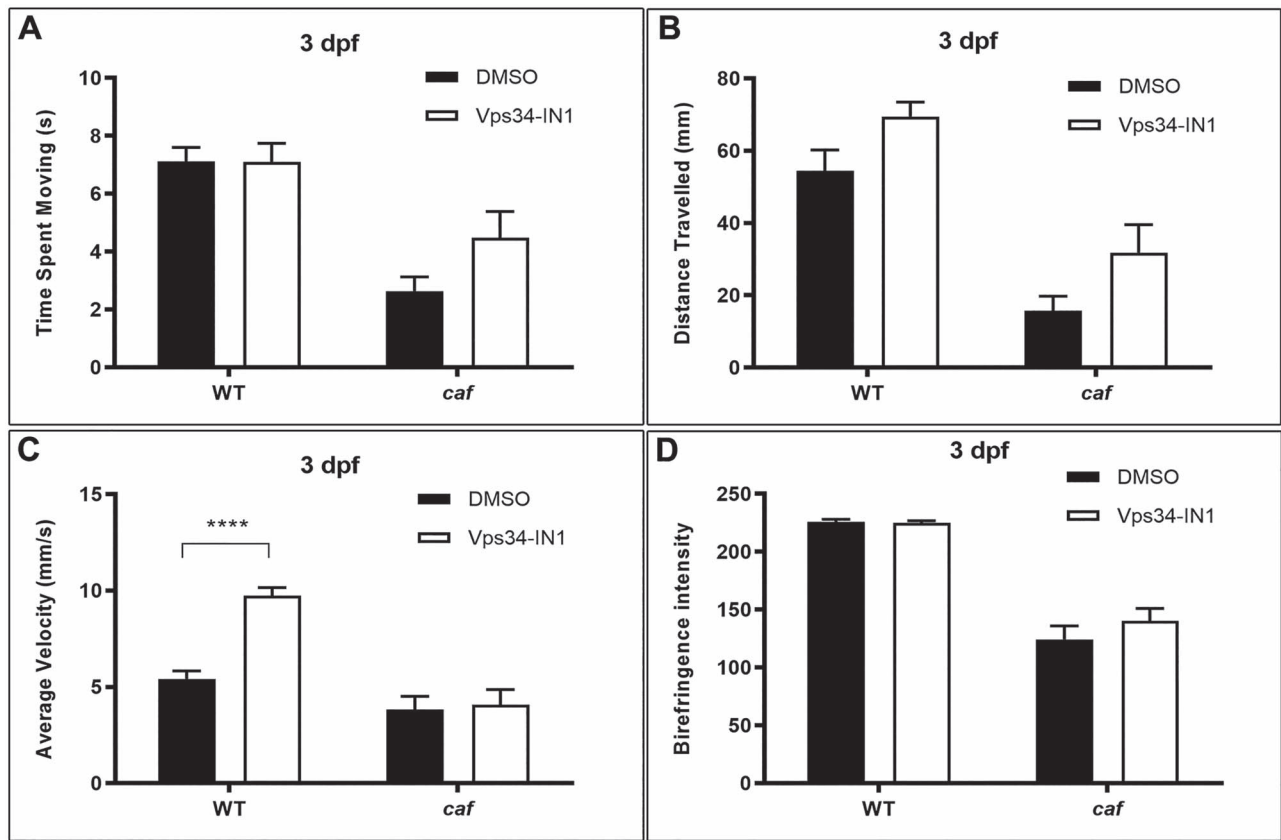 A
3 dpf
DMSO
Vps34-IN1
Time Spent Moving (s)
10
8
6
4
2
0
WT
caf
B
3 dpf
DMSO
Vps34-IN1
Distance Travelled (mm)
80
60
40
20
0
WT
caf
C
3 dpf
DMSO
Vps34-IN1
Average Velocity (mm/s)
15
10
5
0
****
WT
caf
D
3 dpf
DMSO
Vps34-IN1
Birefringence intensity
250
200
150
100
50
0
WT
caf